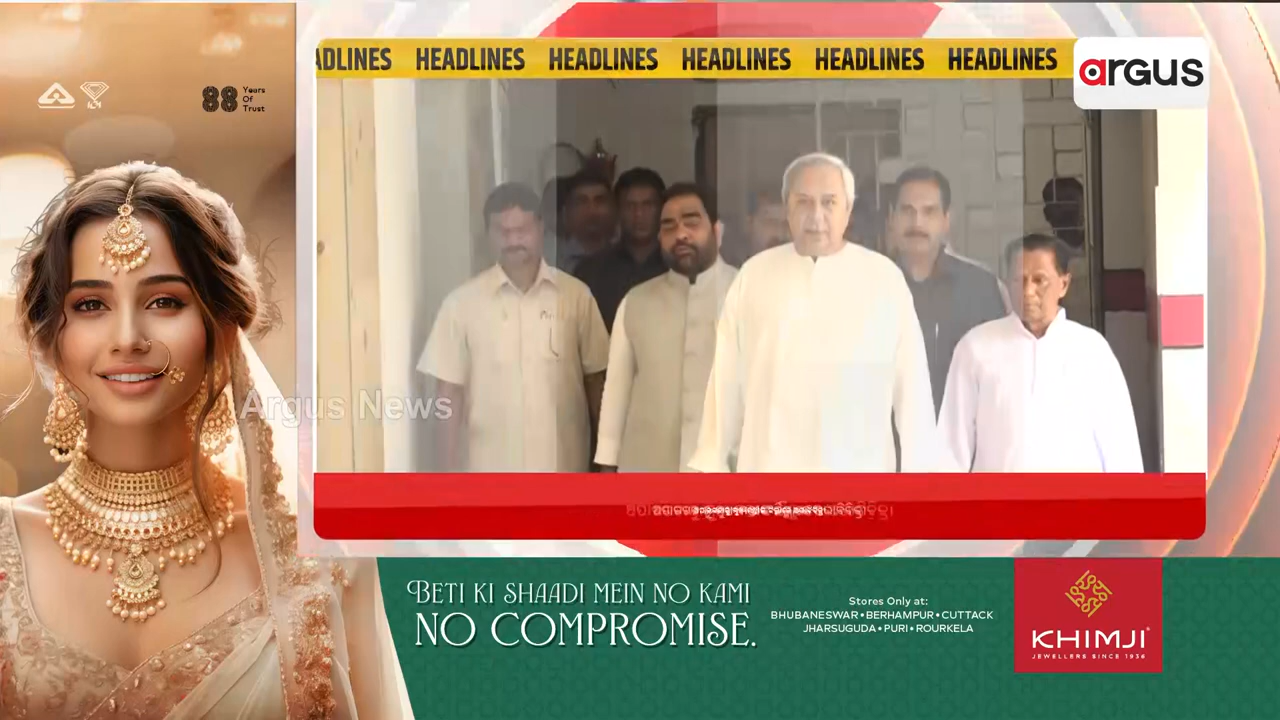 ADLINES HEADLINES HEADLINES HEADLINES HEADLINES HEADLINES
argus
88 Years
Of
Trust
Argus News
BETI KI SHAADI MEIN NO KAMI
NO COMPROMISE.
Stores Only at:
BHUBANESWAR • BERHAMPUR • CUTTACK
JHARSUGUDA • PURI • ROURKELA
KHIMJI
JEWELLERS SINCE 1936